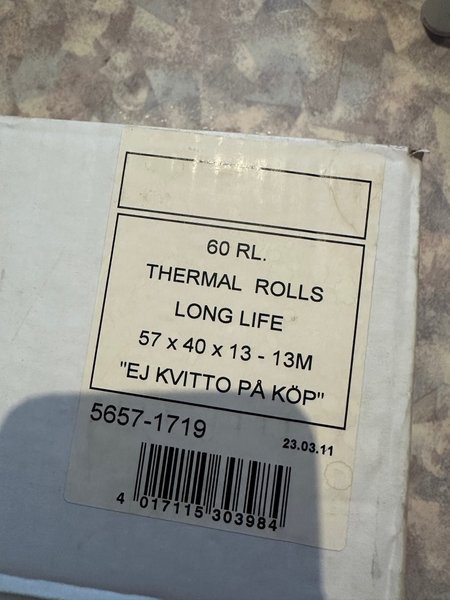 60 RL.
THERMAL ROLLS
LONG LIFE
57 x 40 x 13 - 13M
"EJ KVITTO PÅ KÖP"
5657-1719
23.03.11
4 017115 303984